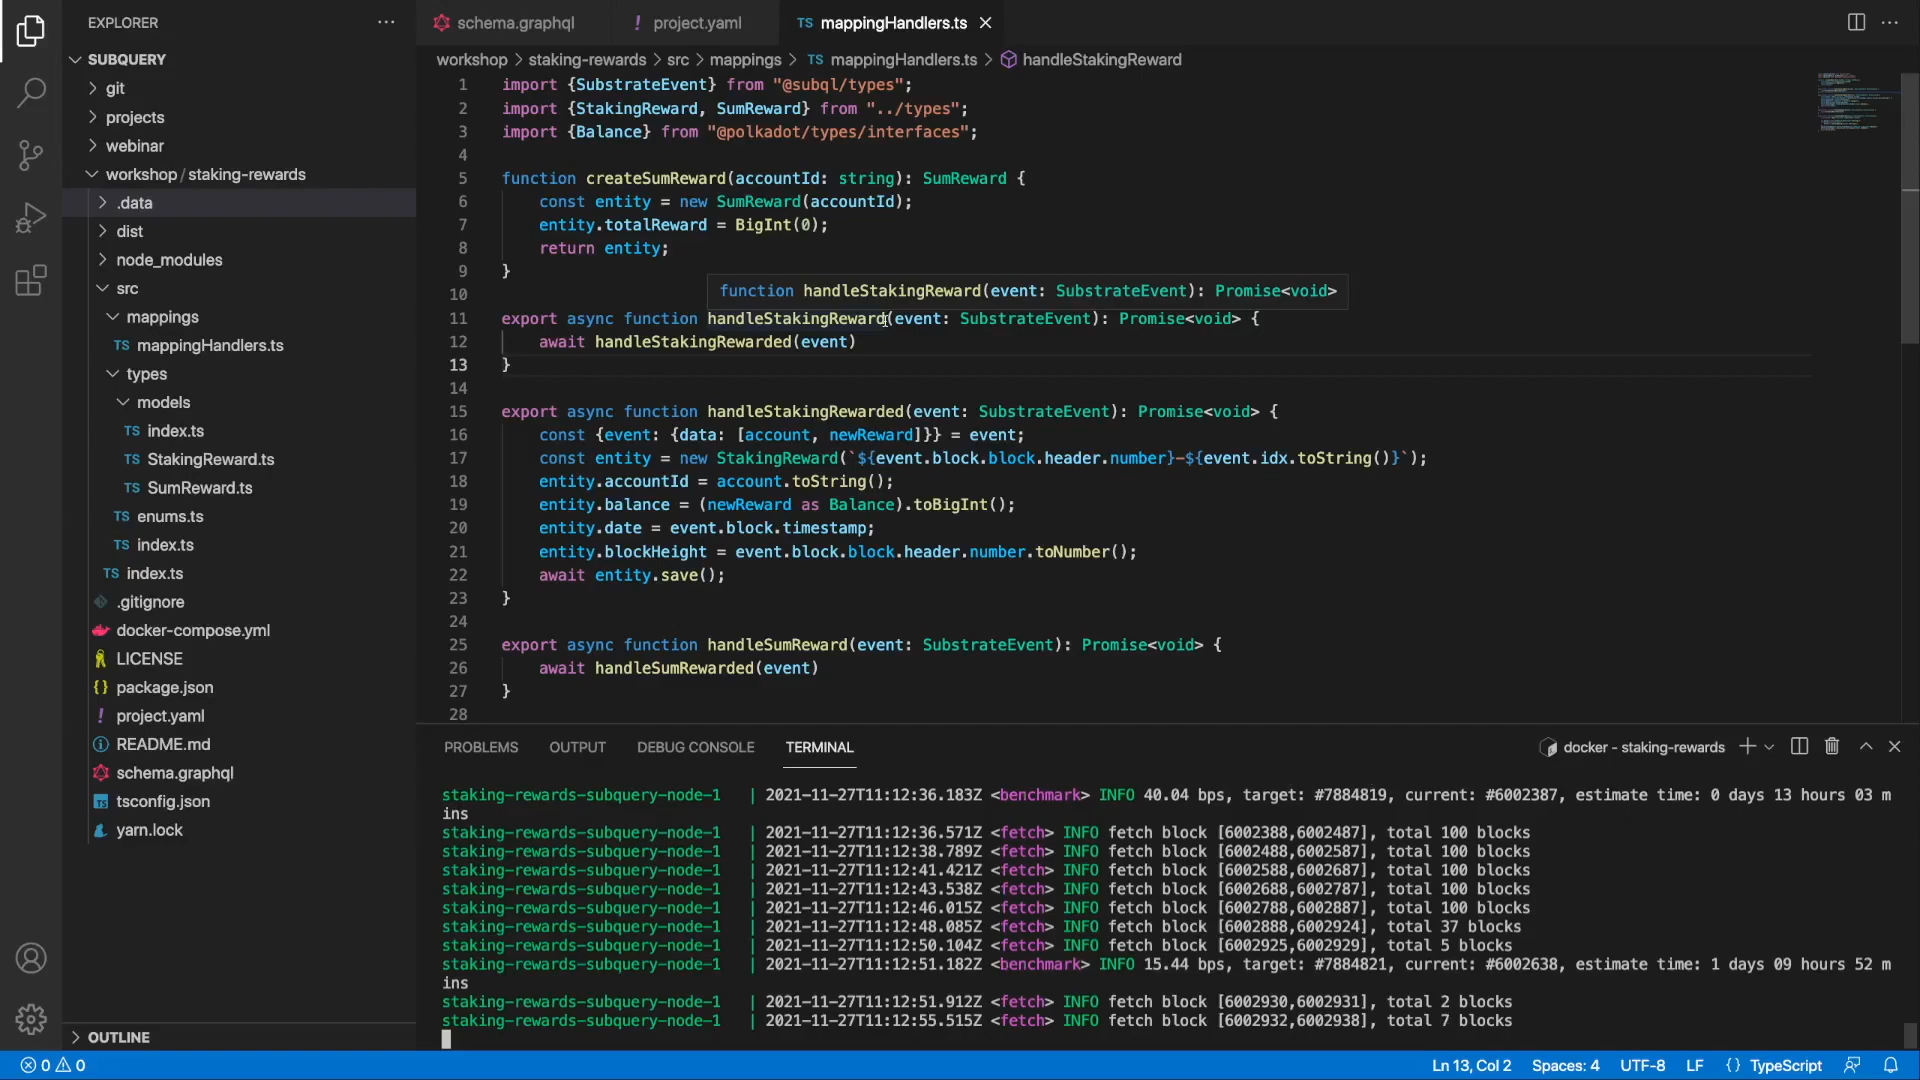 EXPLORER
SUBQUERY
git
projects
webinar
workshop / staking-rewards
.data
dist
node_modules
src
mappings
TS mappingHandlers.ts
types
models
TS index.ts
TS StakingReward.ts
TS SumReward.ts
TS enums.ts
TS index.ts
TS index.ts
.gitignore
docker-compose.yml
LICENSE
{} package.json
! project.yaml
README.md
schema.graphql
TS tsconfig.json
yarn.lock
OUTLINE
schema.graphql
! project.yaml
TS mappingHandlers.ts
workshop > staking-rewards > src > mappings > TS mappingHandlers.ts > handleStakingReward
1 import {SubstrateEvent} from "@subql/types";
2 import {StakingReward, SumReward} from "../types";
3 import {Balance} from "@polkadot/types/interfaces";
4
5 function createSumReward(accountId: string): SumReward {
6 const entity = new SumReward(accountId);
7 entity.totalReward = BigInt(0);
8 return entity;
9 }
10
function handleStakingReward(event: SubstrateEvent): Promise<void>
11 export async function handleStakingReward(event: SubstrateEvent): Promise<void> {
12 await handleStakingRewarded(event)
13 }
14
15 export async function handleStakingRewarded(event: SubstrateEvent): Promise<void> {
16 const {event: {data: [account, newReward]}} = event;
17 const entity = new StakingReward(`${event.block.block.header.number}-${event.idx.toString()}`);
18 entity.accountId = account.toString();
19 entity.balance = (newReward as Balance).toBigInt();
20 entity.date = event.block.timestamp;
21 entity.blockHeight = event.block.block.header.number.toNumber();
22 await entity.save();
23 }
24
25 export async function handleSumReward(event: SubstrateEvent): Promise<void> {
26 await handleSumRewarded(event)
27 }
28
PROBLEMS OUTPUT DEBUG CONSOLE TERMINAL
docker - staking-rewards
staking-rewards-subquery-node-1 | 2021-11-27T11:12:36.183Z <benchmark> INFO 40.04 bps, target: #7884819, current: #6002387, estimate time: 0 days 13 hours 03 m
ins
staking-rewards-subquery-node-1 | 2021-11-27T11:12:36.571Z <fetch> INFO fetch block [6002388,6002487], total 100 blocks
staking-rewards-subquery-node-1 | 2021-11-27T11:12:38.789Z <fetch> INFO fetch block [6002488,6002587], total 100 blocks
staking-rewards-subquery-node-1 | 2021-11-27T11:12:41.421Z <fetch> INFO fetch block [6002588,6002687], total 100 blocks
staking-rewards-subquery-node-1 | 2021-11-27T11:12:43.538Z <fetch> INFO fetch block [6002688,6002787], total 100 blocks
staking-rewards-subquery-node-1 | 2021-11-27T11:12:46.015Z <fetch> INFO fetch block [6002788,6002887], total 100 blocks
staking-rewards-subquery-node-1 | 2021-11-27T11:12:48.085Z <fetch> INFO fetch block [6002888,6002924], total 37 blocks
staking-rewards-subquery-node-1 | 2021-11-27T11:12:50.104Z <fetch> INFO fetch block [6002925,6002929], total 5 blocks
staking-rewards-subquery-node-1 | 2021-11-27T11:12:51.182Z <benchmark> INFO 15.44 bps, target: #7884821, current: #6002638, estimate time: 1 days 09 hours 52 m
ins
staking-rewards-subquery-node-1 | 2021-11-27T11:12:51.912Z <fetch> INFO fetch block [6002930,6002931], total 2 blocks
staking-rewards-subquery-node-1 | 2021-11-27T11:12:55.515Z <fetch> INFO fetch block [6002932,6002938], total 7 blocks
0 0
Ln 13, Col 2 Spaces: 4 UTF-8 LF {} TypeScript